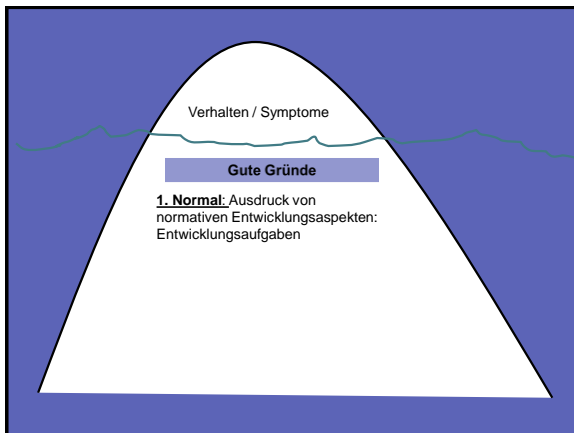 Verhalten / Symptome
Gute Gründe
1. Normal: Ausdruck von
normativen Entwicklungsaspekten:
Entwicklungsaufgaben